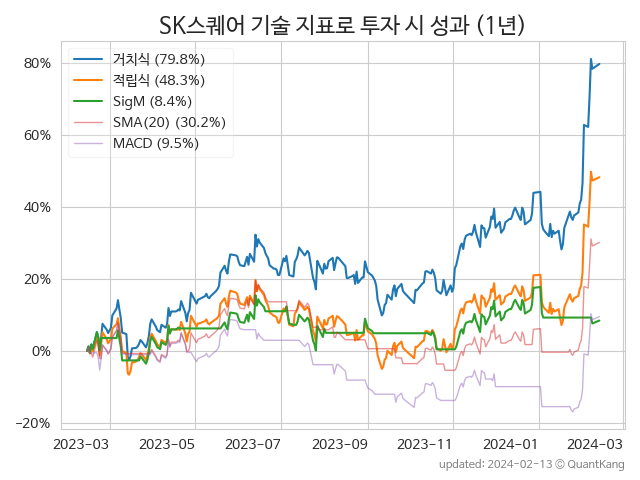 SK스퀘어 기술 지표로 투자 시 성과 (1년)
거치식 (79.8%)
적립식 (48.3%)
SigM (8.4%)
SMA(20) (30.2%)
MACD (9.5%)
80%
60%
40%
20%
0%
−20%
2023-03 2023-05 2023-07 2023-09 2023-11 2024-01 2024-03
updated: 2024-02-13 © QuantKang